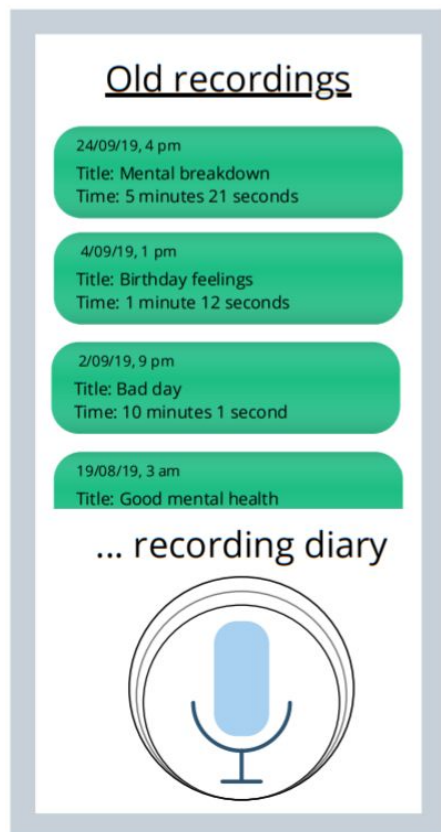 Old recordings
24/09/19, 4 pm
Title: Mental breakdown
Time: 5 minutes 21 seconds
4/09/19, 1 pm
Title: Birthday feelings
Time: 1 minute 12 seconds
2/09/19, 9 pm
Title: Bad day
Time: 10 minutes 1 second
19/08/19, 3 am
Title: Good mental health
... recording diary